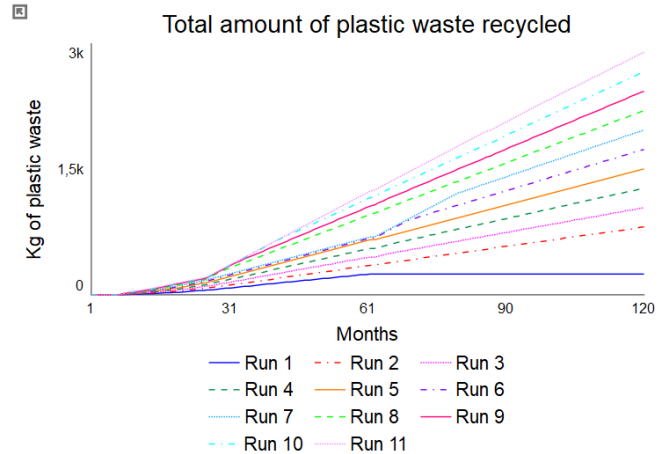 Total amount of plastic waste recycled
Kg of plastic waste
3k
1,5k
0
1 31 61 90 120
Months
Run 1 Run 2 Run 3
Run 4 Run 5 Run 6
Run 7 Run 8 Run 9
Run 10 Run 11